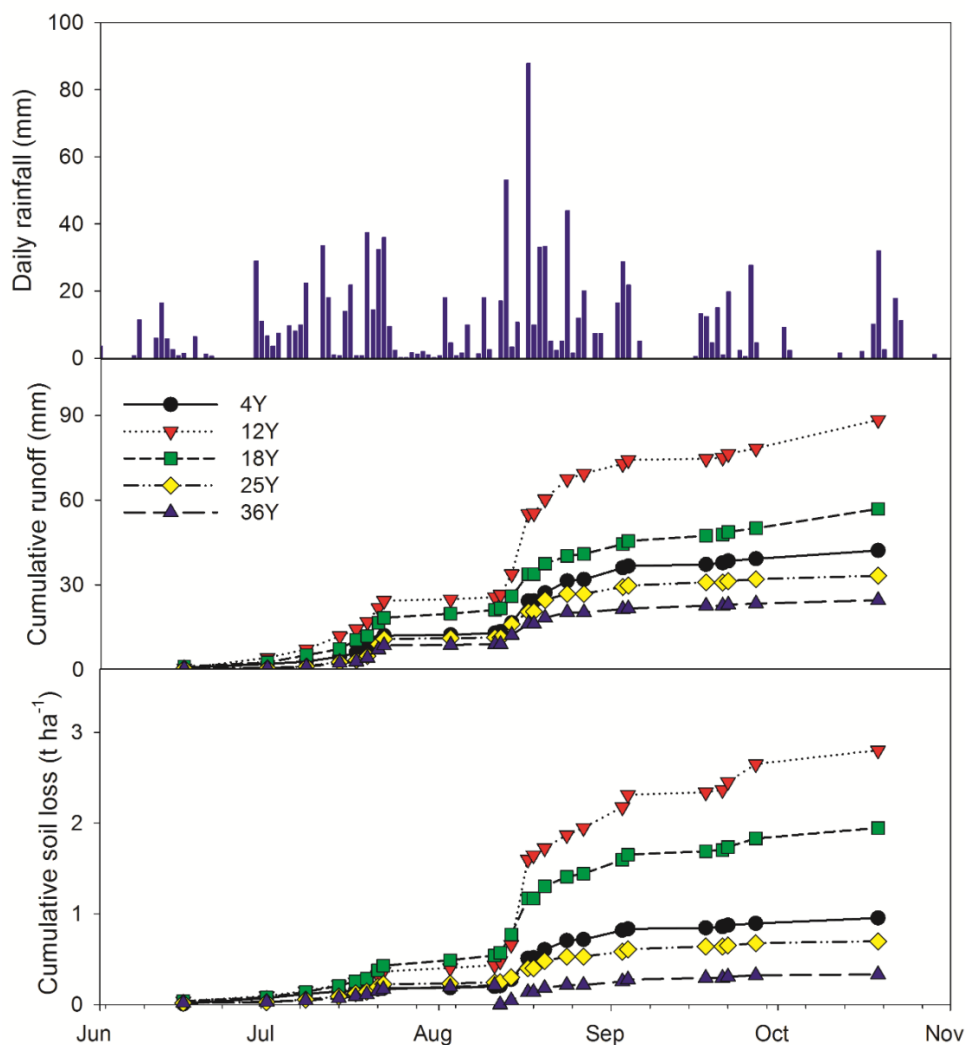 100
80
60
40
20
0
Daily rainfall (mm)
90
60
30
0
Cumulative runoff (mm)
4Y
12Y
18Y
25Y
36Y
3
2
1
0
Cumulative soil loss (t ha⁻¹)
Jun Jul Aug Sep Oct Nov